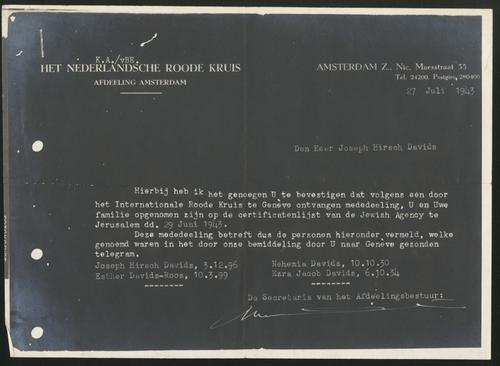 K.A./vBE.
HET NEDERLANDSCHE ROODE KRUIS
AFDEELING AMSTERDAM
AMSTERDAM Z., Nic. Maesstraat 53
Tel. 24200. Postgiro 280400
27 Juli 1943
Den Heer Joseph Hirsch Davids
Hierbij heb ik het genoegen U te bevestigen dat volgens een door
het Internationale Roode Kruis te Genève ontvangen mededeeling, U en Uwe
familie opgenomen zijn op de certificatenlijst van de Jewish Agency te
Jerusalem dd. 29 Juni 1943.
Deze mededeeling betreft dus de personen hieronder vermeld, welke
genoemd waren in het door onze bemiddeling door U naar Genève gezonden
telegram.
Joseph Hirsch Davids, 3.12.96 Nehemia Davids, 10.10.30
Esther Davids-Roos, 10.3.99 Ezra Jacob Davids, 6.10.34
-------- --------
De Secretaris van het Afdeelingsbestuur: